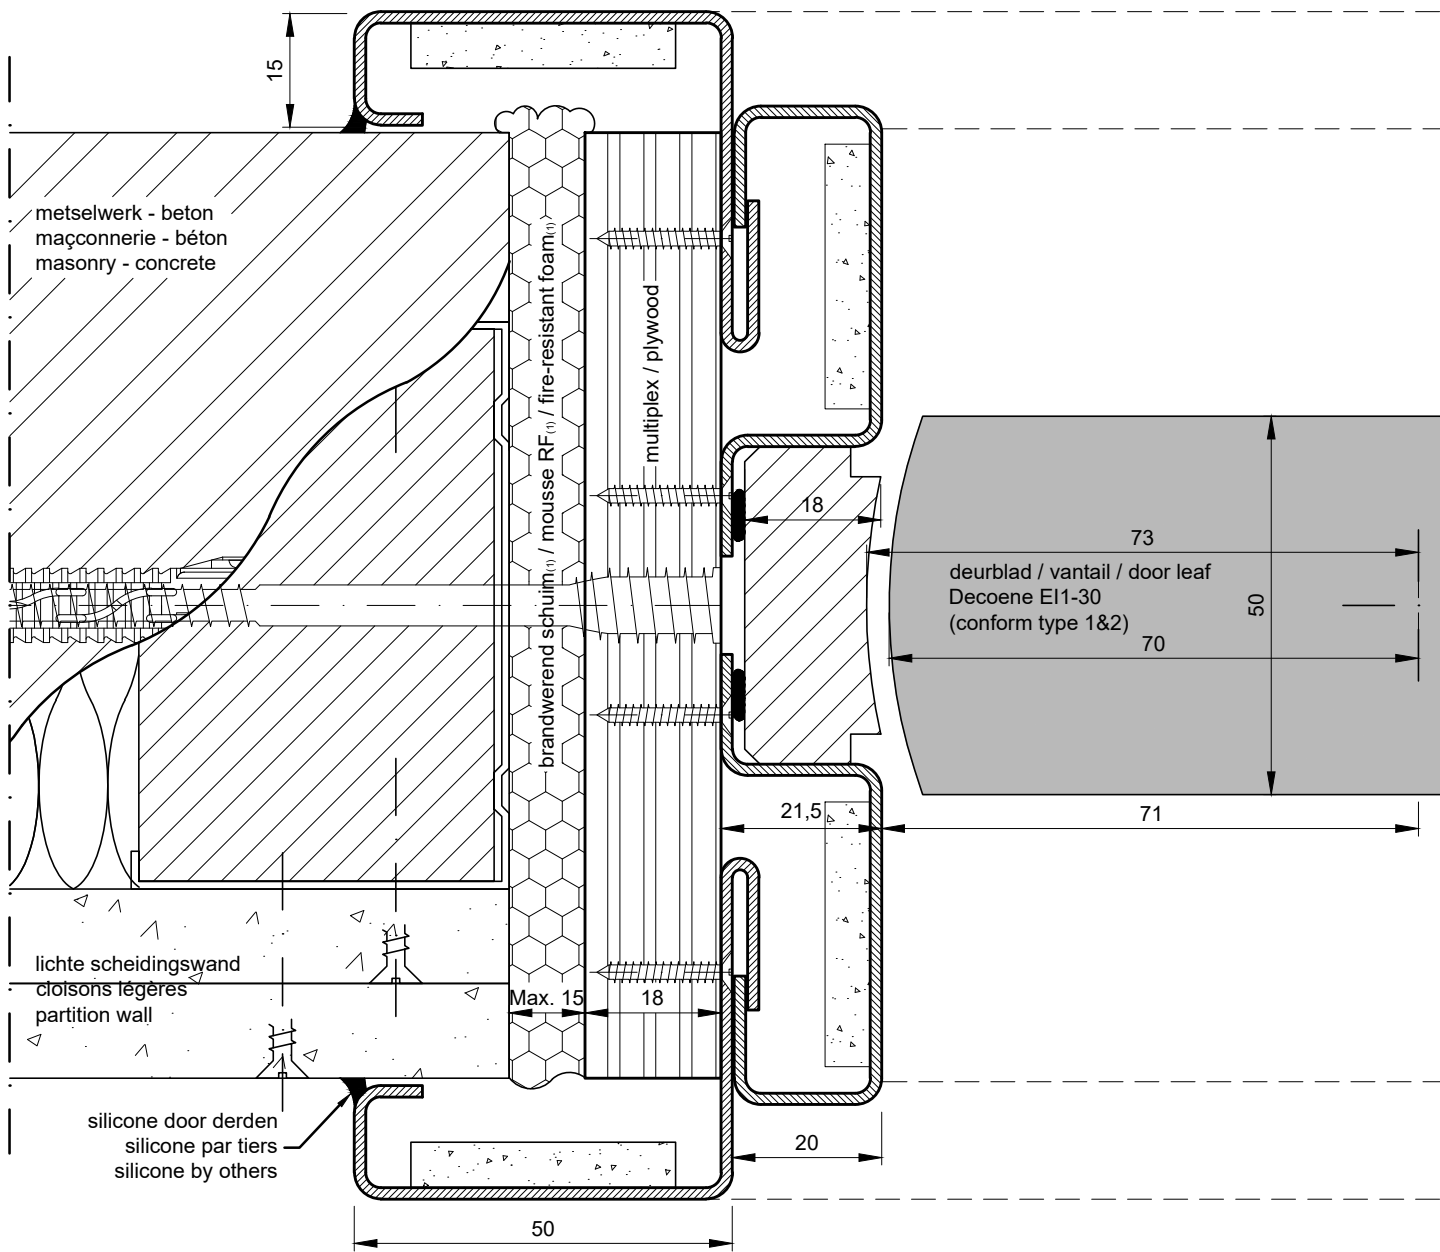 15
metselwerk - beton
maçconnerie - béton
masonry - concrete
brandwerend schuim(1) / mousse RF(1) / fire-resistant foam(1)
multiplex / plywood
18
73
deurblad / vantail / door leaf
Decoene EI1-30
(conform type 1&2)
50
70
21,5
71
lichte scheidingswand
cloisons légères
partition wall
Max. 15
18
silicone door derden
silicone par tiers
silicone by others
20
50